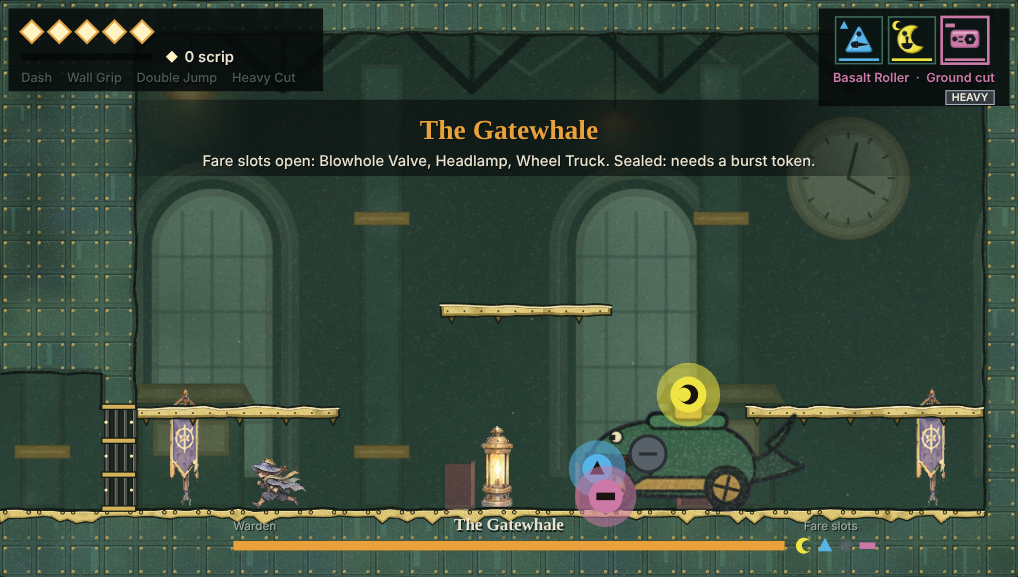 0 scrip
Dash Wall Grip Double Jump Heavy Cut
Basalt Roller · Ground cut
HEAVY
The Gatewhale
Fare slots open: Blowhole Valve, Headlamp, Wheel Truck. Sealed: needs a burst token.
Warden
The Gatewhale
Fare slots